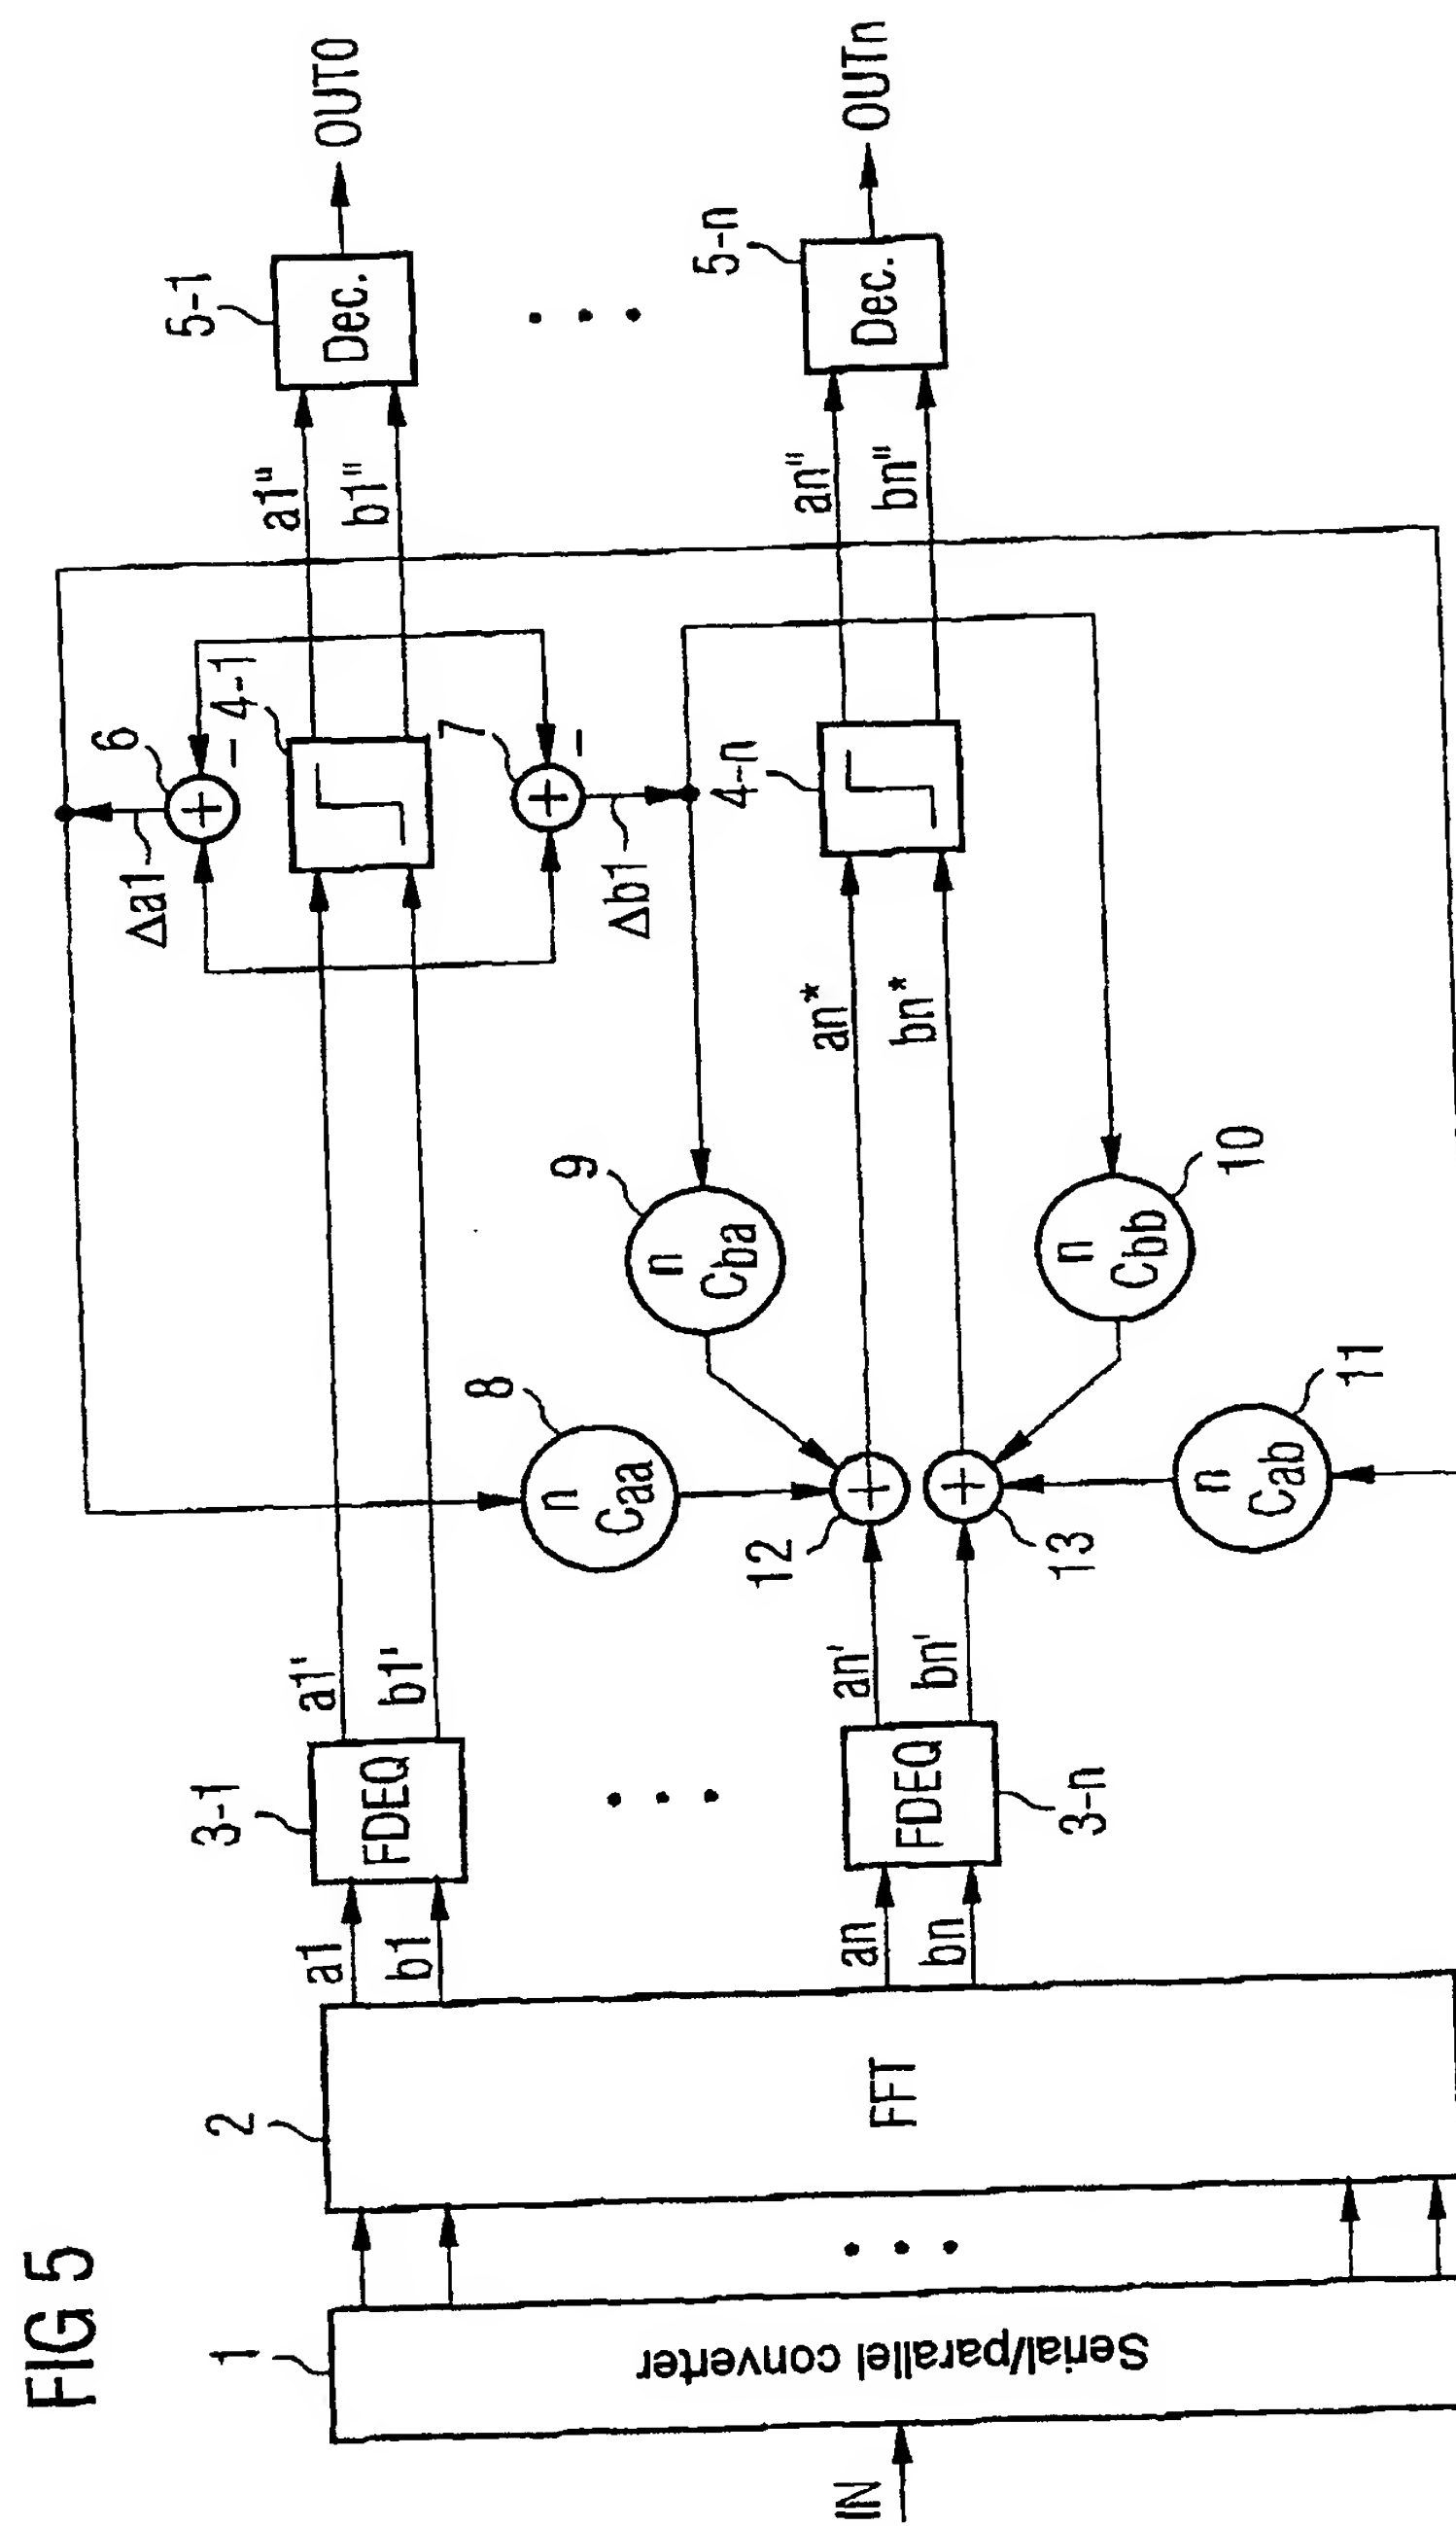 FIG 5
IN
1
Serial/parallel converter
2
FFT
a1
b1
an
bn
3-1
FDEQ
FDEQ
3-n
a1'
b1'
an'
bn'
8
n
Caa
9
n
Cba
12
13
10
n
Cbb
11
n
Cab
an*
bn*
Δa1
6
−
4-1
7
−
Δb1
4-n
a1"
b1"
an"
bn"
5-1
Dec.
OUT0
5-n
Dec.
OUTn